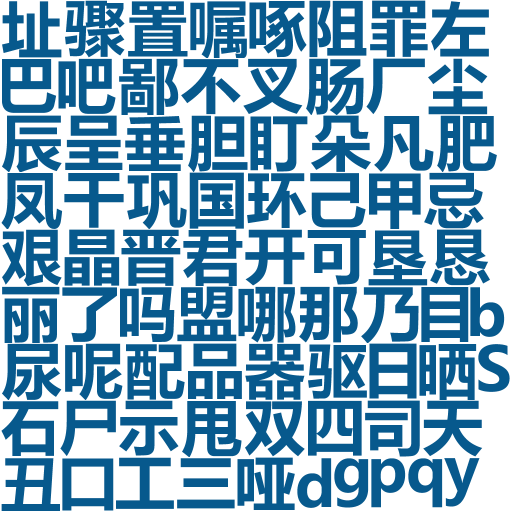 址骤置嘱啄阻罪左
巴吧鄙不叉肠厂尘
辰呈垂胆盯朵凡肥
凤干巩国环己甲忌
艰晶晋君开可垦恳
丽了吗盟哪那乃目b
尿呢配品器驱日晒S
石尸示甩双四司天
丑口工三哑dgpqy